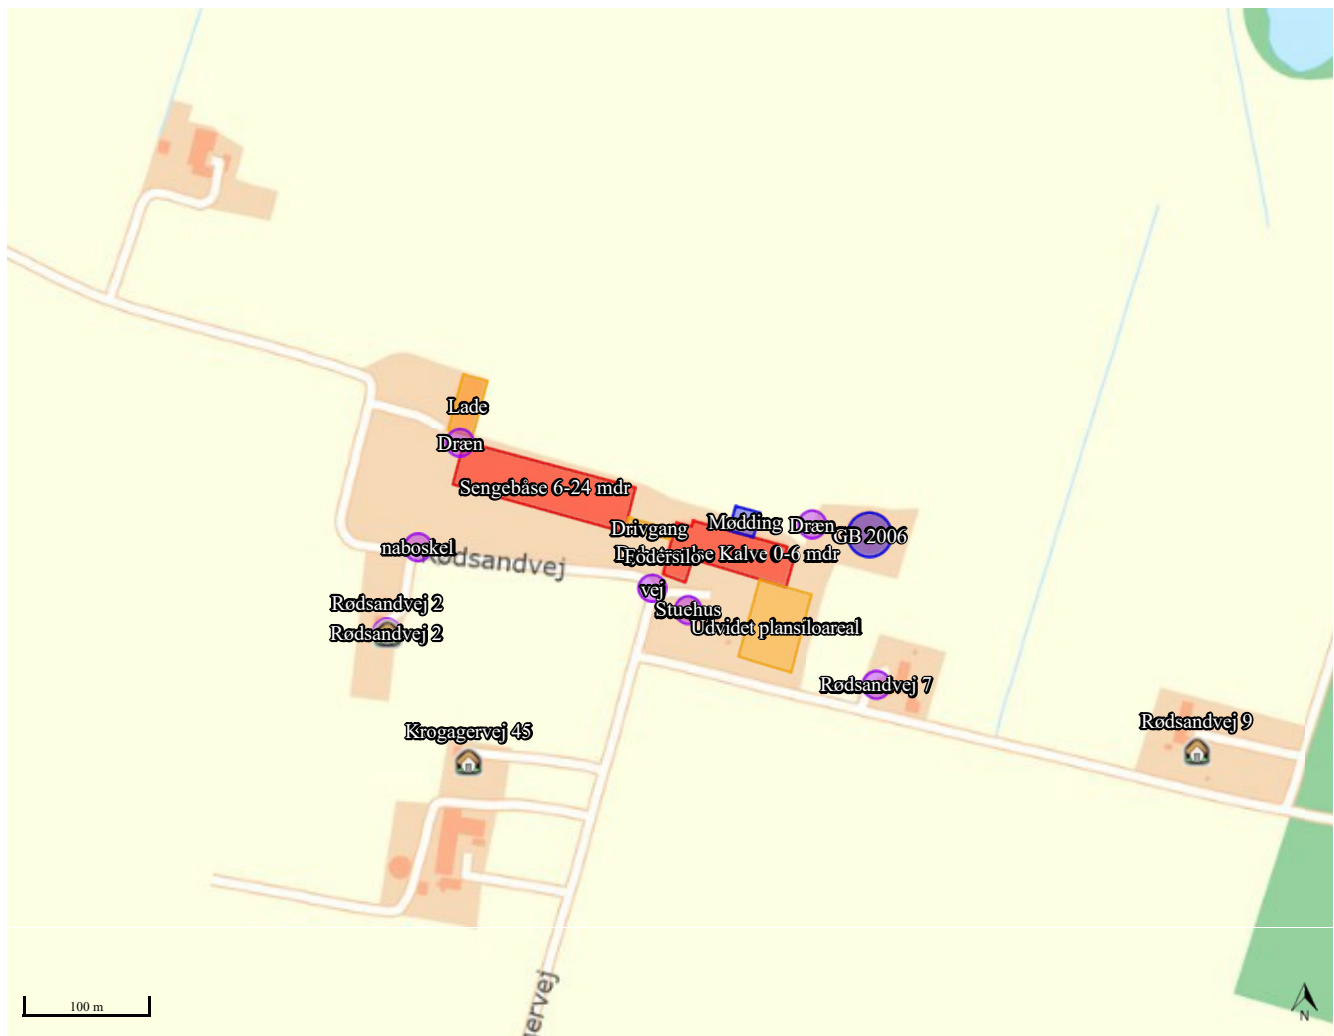 Lade
Dræn
Sengebåse 6-24 mdr
Mødding
Dræn
Drivgang
GB 2006
naboskel
Kalve 0-6 mdr
Fodersilo
Rødsandvej
vej
Rødsandvej 2
Stuehus
Udvidet plansiloareal
Rødsandvej 2
Rødsandvej 7
Rødsandvej 9
Krogagervej 45
ervej
100 m
N